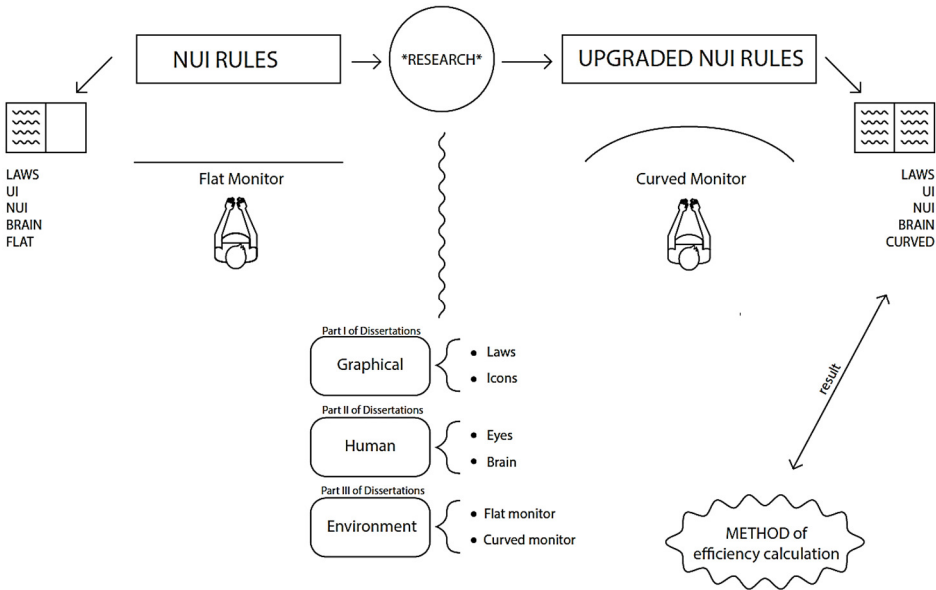 NUI RULES
*RESEARCH*
UPGRADED NUI RULES
LAWS
UI
NUI
BRAIN
FLAT
Flat Monitor
Curved Monitor
LAWS
UI
NUI
BRAIN
CURVED
Part I of Dissertations
Graphical
• Laws
• Icons
Part II of Dissertations
Human
• Eyes
• Brain
Part III of Dissertations
Environment
• Flat monitor
• Curved monitor
result
METHOD of
efficiency calculation